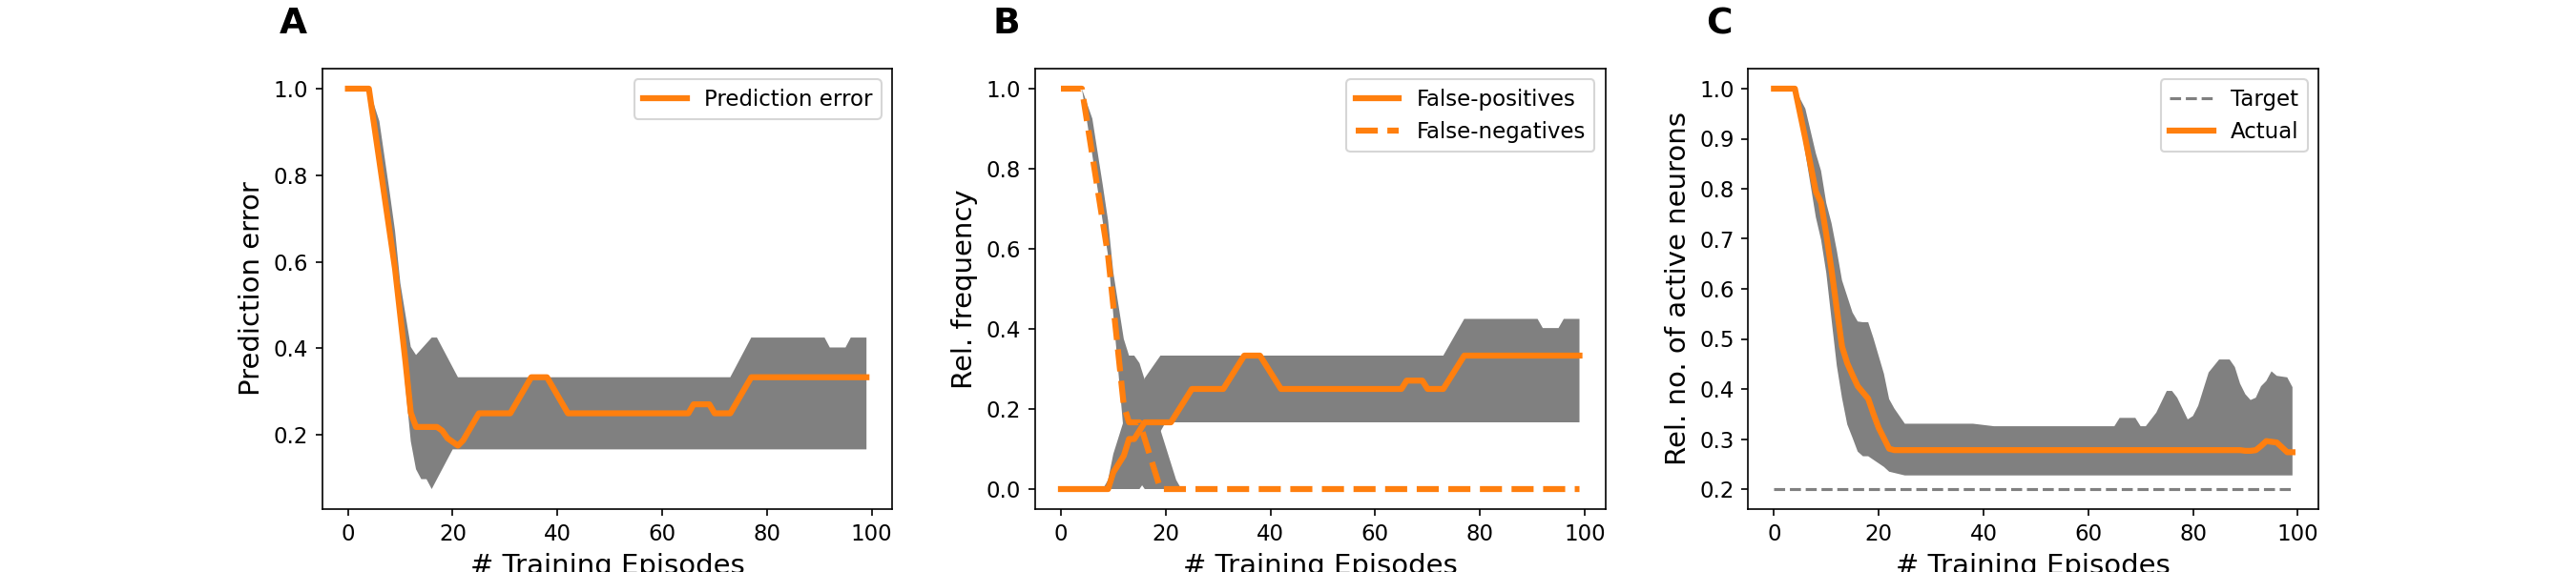 A
Prediction error
1.0
0.8
0.6
0.4
0.2
Prediction error
0 20 40 60 80 100
# Training Episodes
B
Rel. frequency
1.0
0.8
0.6
0.4
0.2
0.0
False-positives
False-negatives
0 20 40 60 80 100
# Training Episodes
C
Rel. no. of active neurons
1.0
0.9
0.8
0.7
0.6
0.5
0.4
0.3
0.2
Target
Actual
0 20 40 60 80 100
# Training Episodes